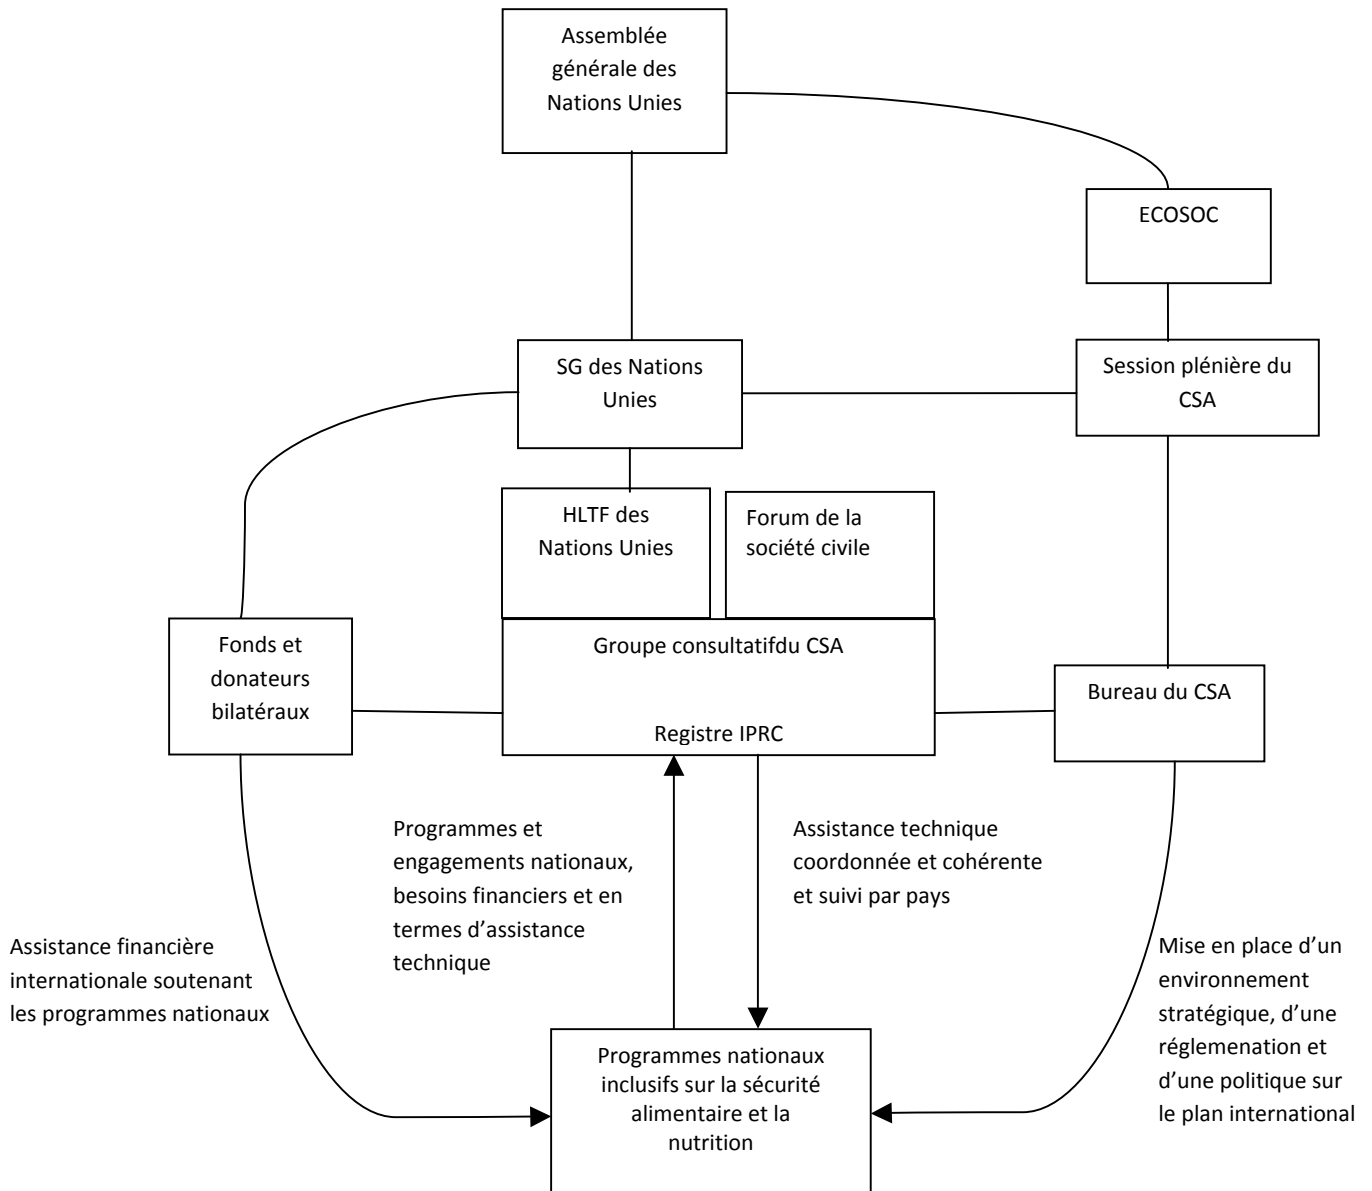 Assemblée
générale des
Nations Unies
ECOSOC
SG des Nations
Unies
Session plénière du
CSA
HLTF des
Nations Unies
Forum de la
société civile
Fonds et
donateurs
bilatéraux
Groupe consultatifdu CSA
Registre IPRC
Bureau du CSA
Programmes et
engagements nationaux,
besoins financiers et en
termes d’assistance
technique
Assistance technique
coordonnée et cohérente
et suivi par pays
Assistance financière
internationale soutenant
les programmes nationaux
Mise en place d’un
environnement
stratégique, d’une
réglemenation et
d’une politique sur
le plan international
Programmes nationaux
inclusifs sur la sécurité
alimentaire et la
nutrition